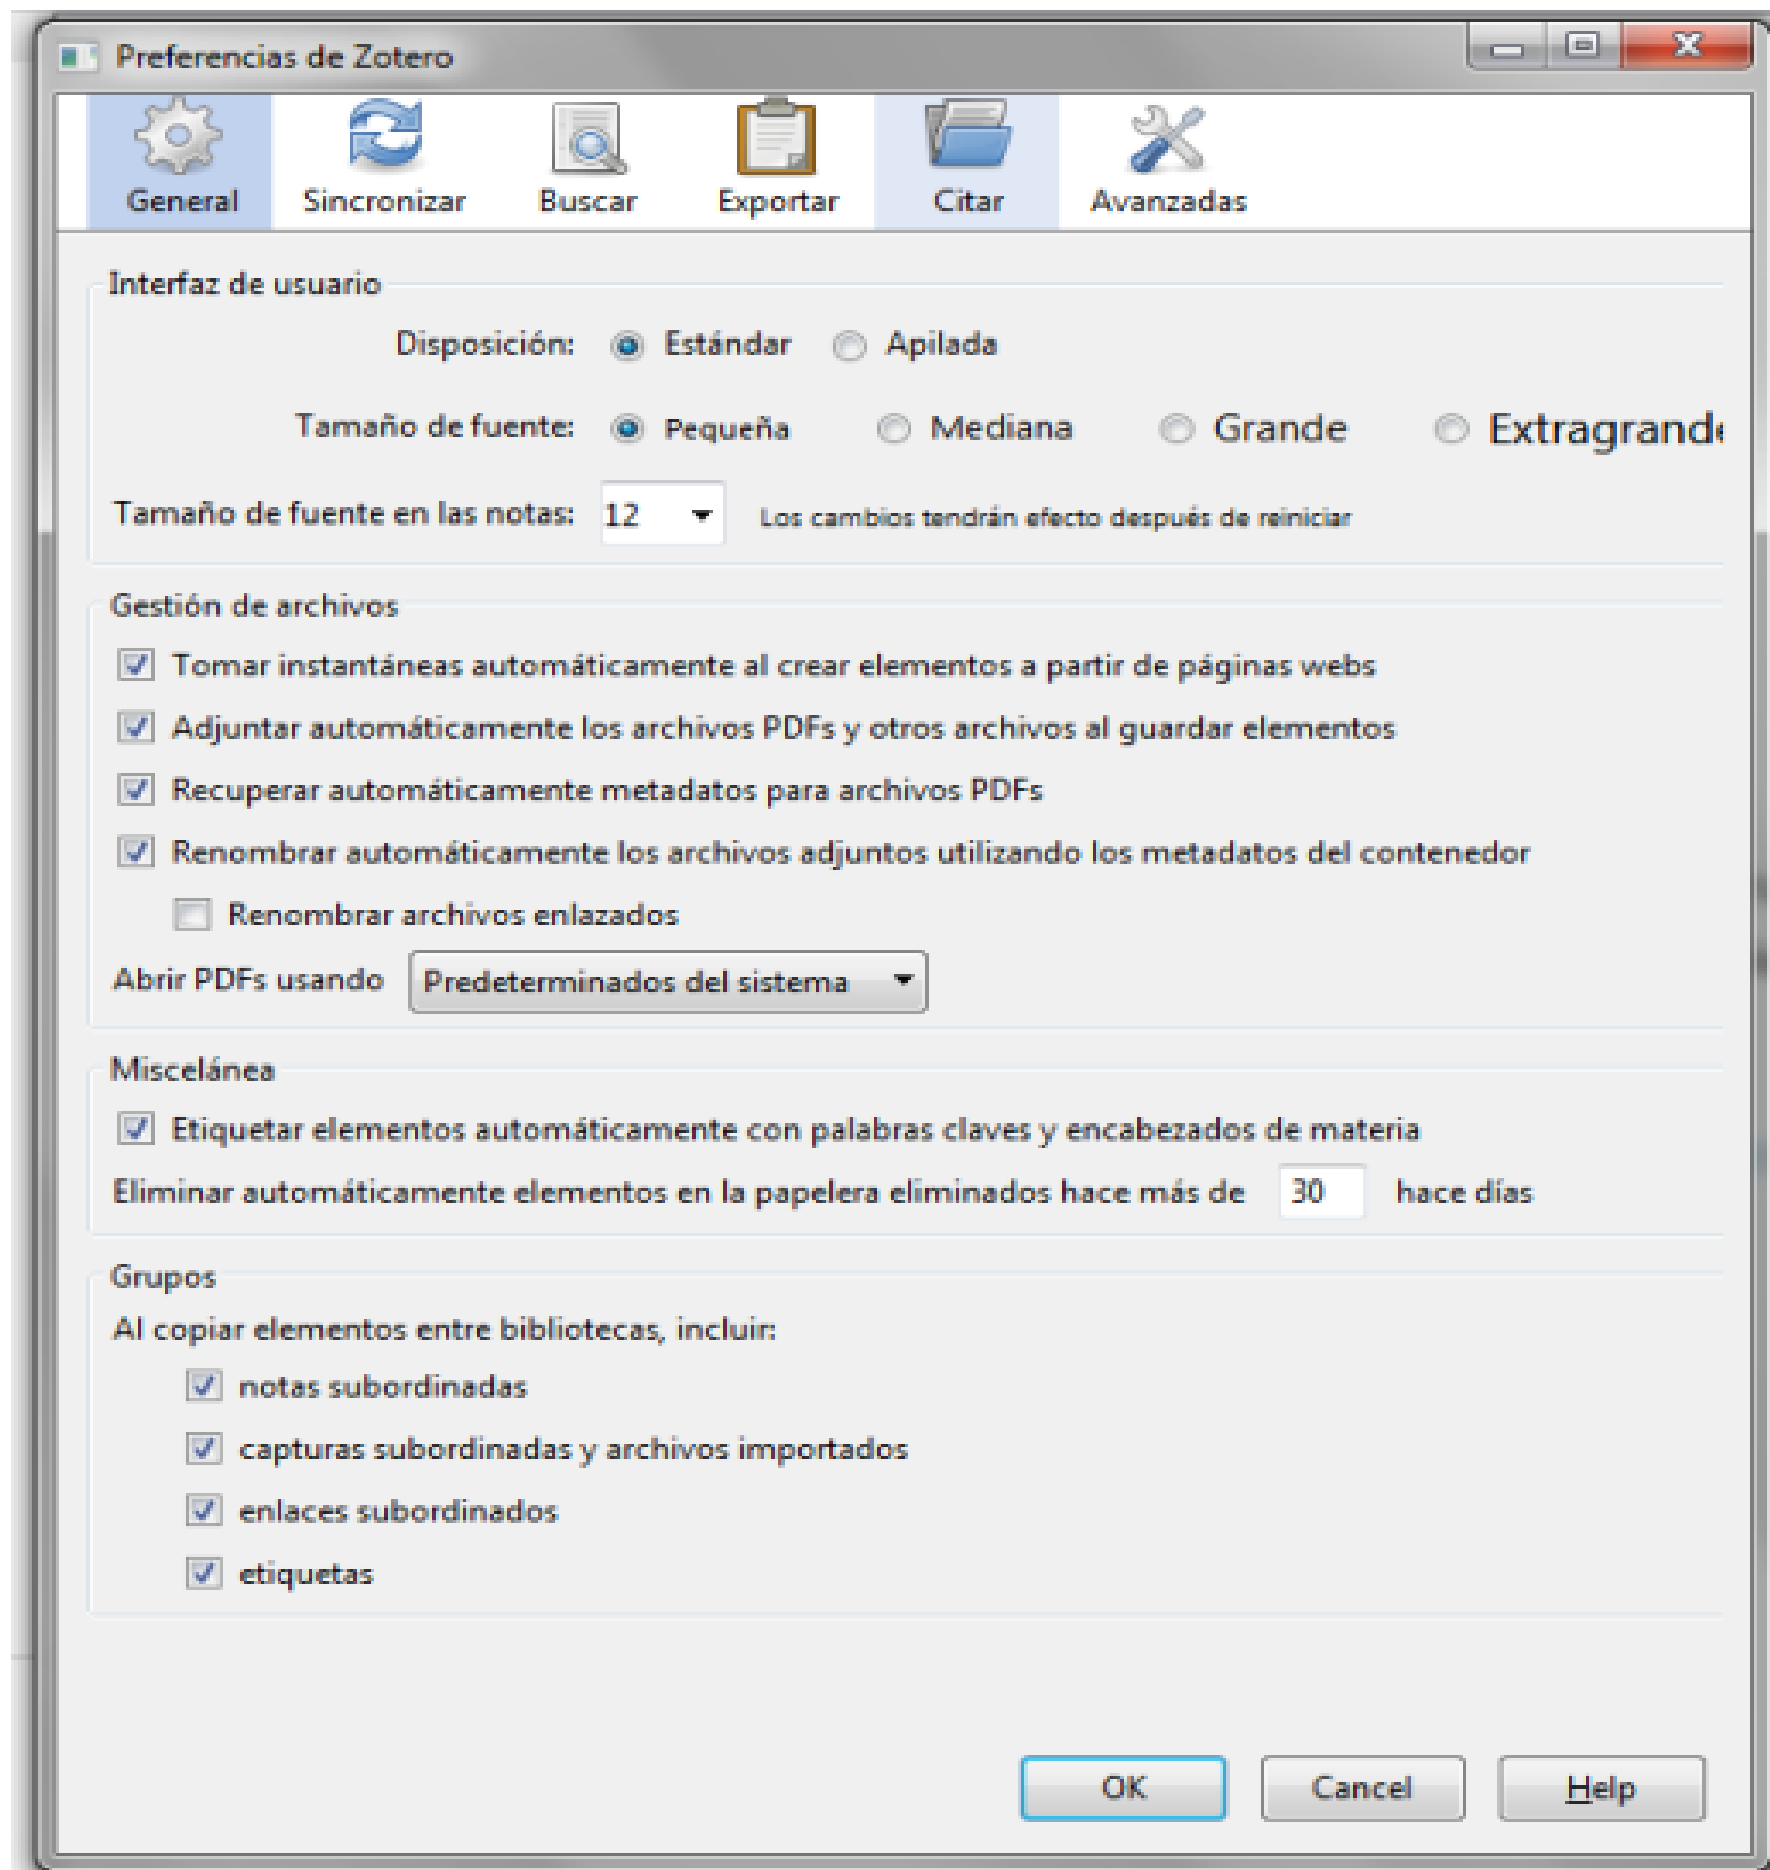 Preferencias de Zotero
General Sincronizar Buscar Exportar Citar Avanzadas
Interfaz de usuario
Disposición: Estándar Apilada
Tamaño de fuente: Pequeña Mediana Grande Extragrande
Tamaño de fuente en las notas: 12 Los cambios tendrán efecto después de reiniciar
Gestión de archivos
Tomar instantáneas automáticamente al crear elementos a partir de páginas webs
Adjuntar automáticamente los archivos PDFs y otros archivos al guardar elementos
Recuperar automáticamente metadatos para archivos PDFs
Renombrar automáticamente los archivos adjuntos utilizando los metadatos del contenedor
Renombrar archivos enlazados
Abrir PDFs usando Predeterminados del sistema
Miscelánea
Etiquetar elementos automáticamente con palabras claves y encabezados de materia
Eliminar automáticamente elementos en la papelera eliminados hace más de 30 hace días
Grupos
Al copiar elementos entre bibliotecas, incluir:
notas subordinadas
capturas subordinadas y archivos importados
enlaces subordinados
etiquetas
OK Cancel Help